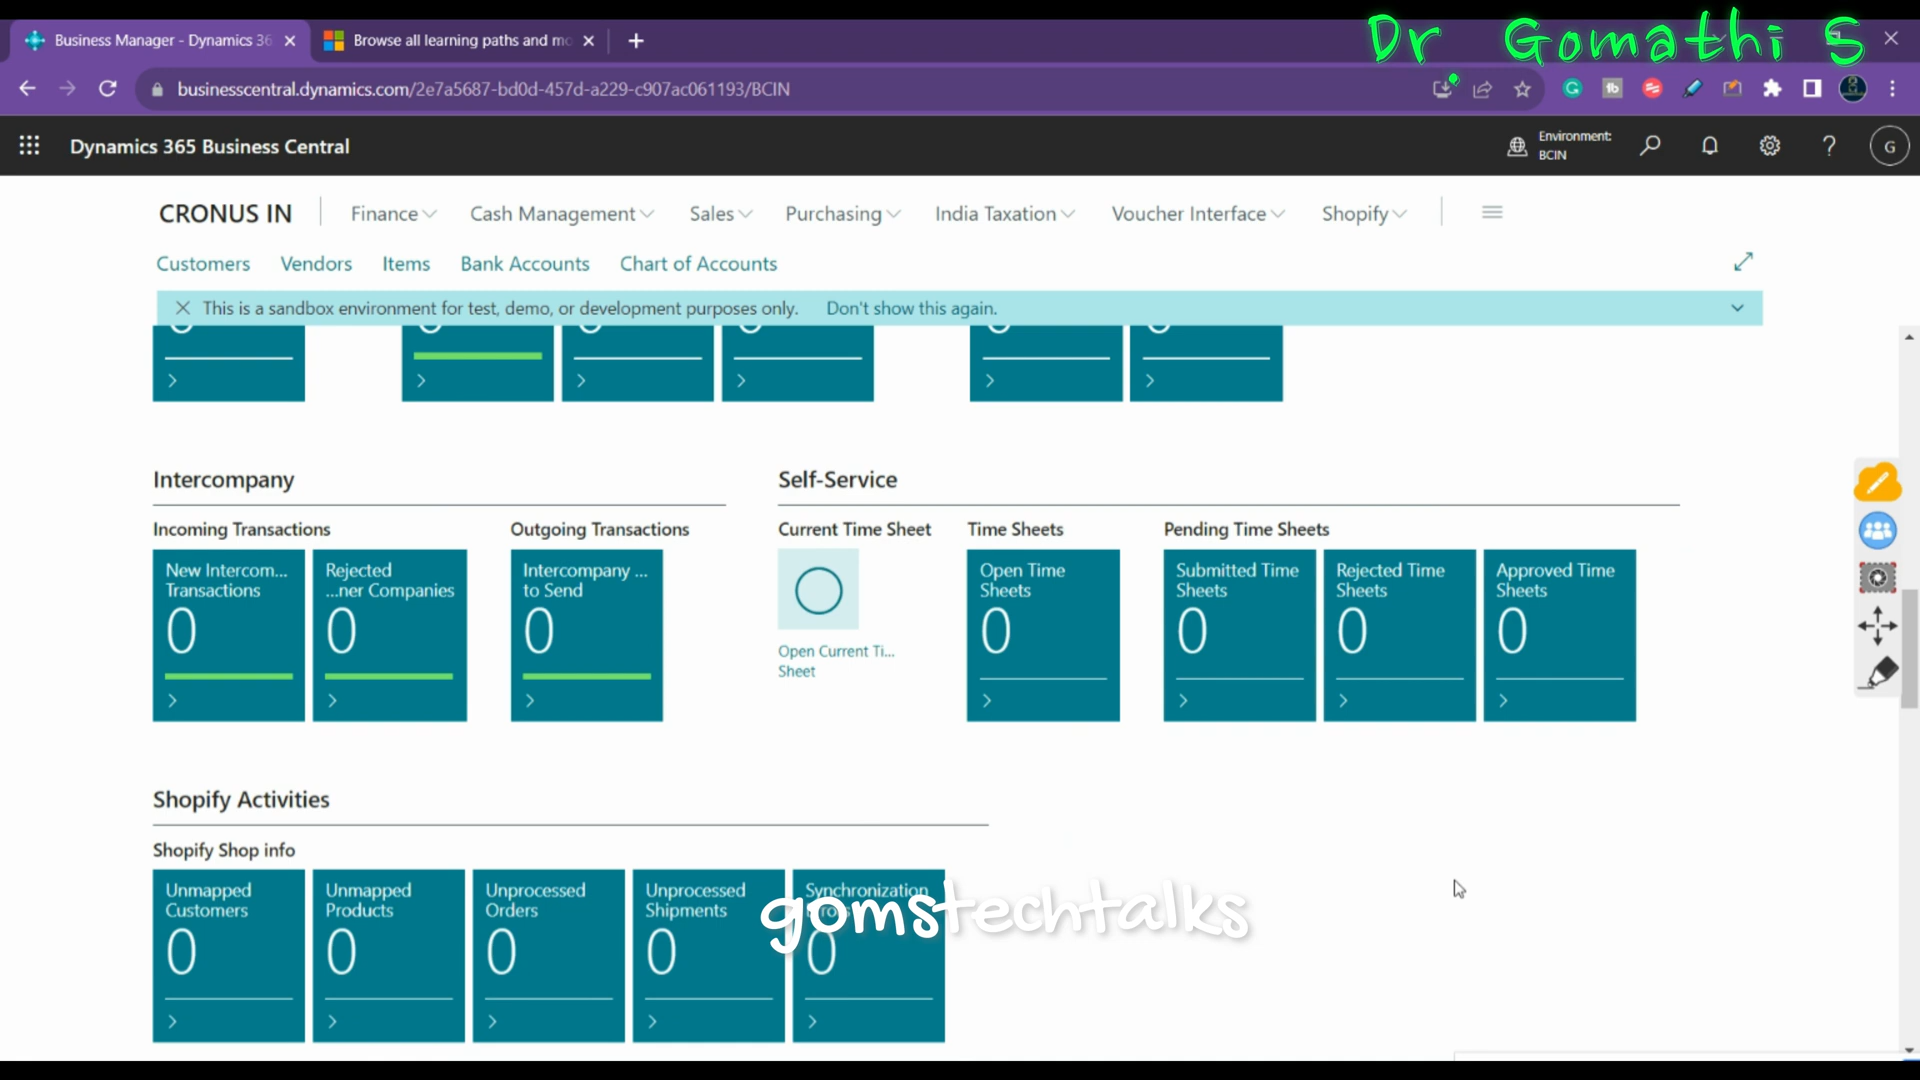 Dr Gomathi S
Business Manager - Dynamics 36
Browse all learning paths and mo
businesscentral.dynamics.com/2e7a5687-bd0d-457d-a229-c907ac061193/BCIN
Dynamics 365 Business Central
Environment:
BCIN
G
CRONUS IN
Finance
Cash Management
Sales
Purchasing
India Taxation
Voucher Interface
Shopify
Customers
Vendors
Items
Bank Accounts
Chart of Accounts
This is a sandbox environment for test, demo, or development purposes only.
Don't show this again.
Intercompany
Self-Service
Incoming Transactions
Outgoing Transactions
Current Time Sheet
Time Sheets
Pending Time Sheets
New Intercom...
Transactions
0
Rejected
...ner Companies
0
Intercompany ...
to Send
0
Open Current Ti...
Sheet
Open Time
Sheets
0
Submitted Time
Sheets
0
Rejected Time
Sheets
0
Approved Time
Sheets
0
Shopify Activities
Shopify Shop info
Unmapped
Customers
0
Unmapped
Products
0
Unprocessed
Orders
0
Unprocessed
Shipments
0
Synchronization
0
gomstechtalks